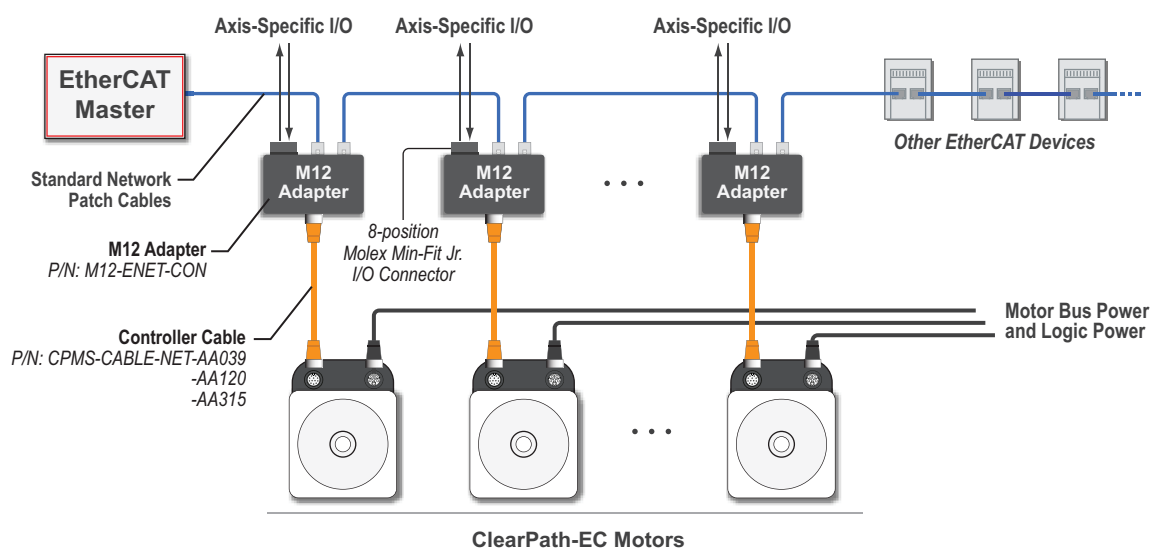 Axis-Specific I/O
Axis-Specific I/O
Axis-Specific I/O
EtherCAT
Master
Other EtherCAT Devices
M12
Adapter
M12
Adapter
M12
Adapter
Standard Network
Patch Cables
8-position
Molex Min-Fit Jr.
I/O Connector
M12 Adapter
P/N: M12-ENET-CON
Motor Bus Power
and Logic Power
Controller Cable
P/N: CPMS-CABLE-NET-AA039
-AA120
-AA315
ClearPath-EC Motors